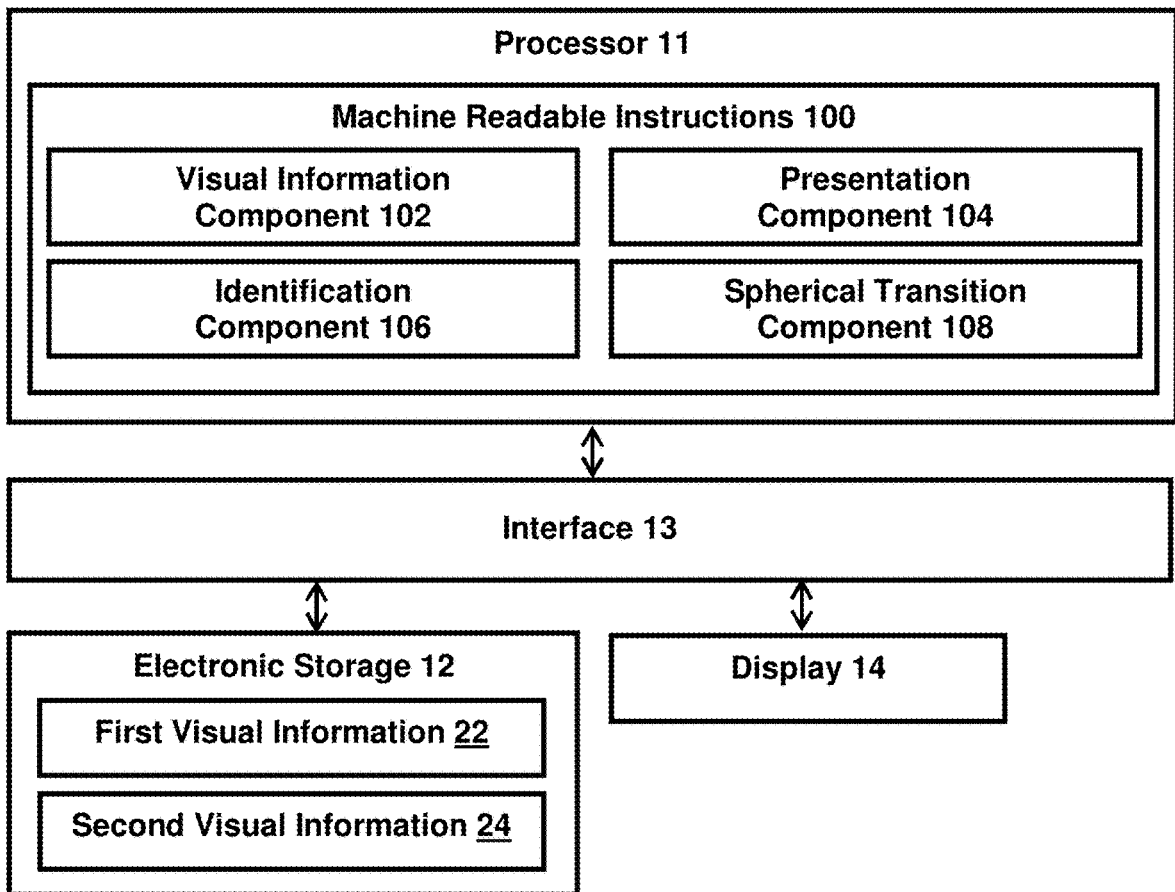 Processor 11
Machine Readable Instructions 100
Visual Information
Component 102
Presentation
Component 104
Identification
Component 106
Spherical Transition
Component 108
Interface 13
Electronic Storage 12
First Visual Information 22
Second Visual Information 24
Display 14